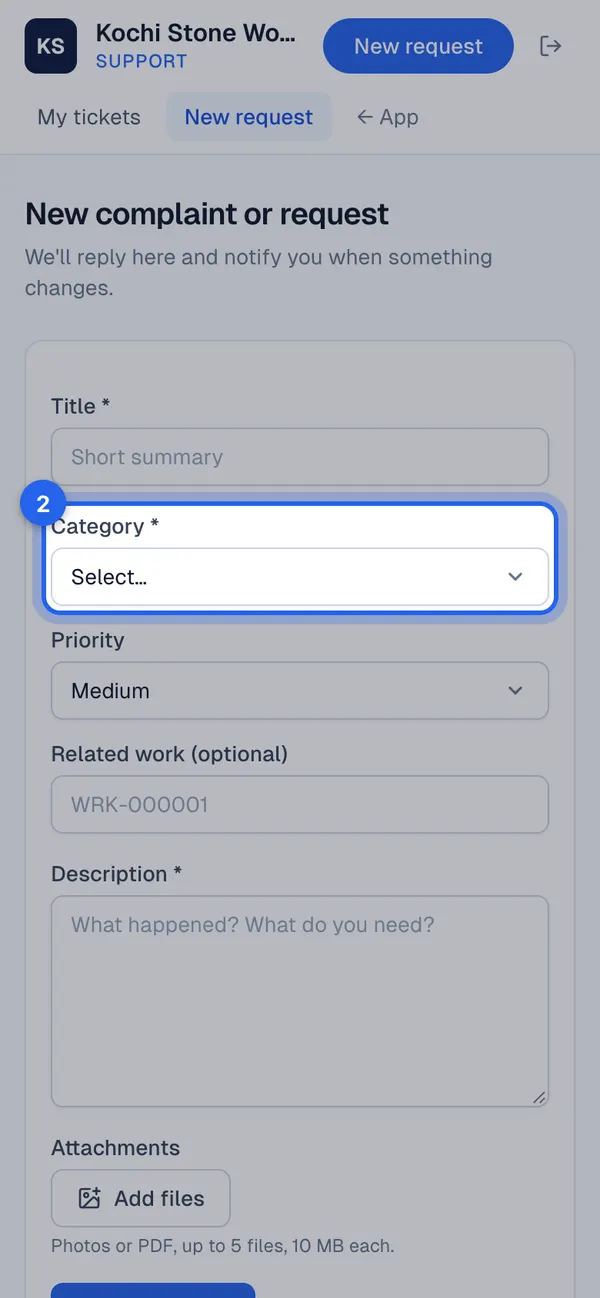 KS
Kochi Stone Wo...
SUPPORT
New request
My tickets
New request
← App
New complaint or request
We'll reply here and notify you when something
changes.
Title *
Short summary
2
Category *
Select...
Priority
Medium
Related work (optional)
WRK-000001
Description *
What happened? What do you need?
Attachments
Add files
Photos or PDF, up to 5 files, 10 MB each.